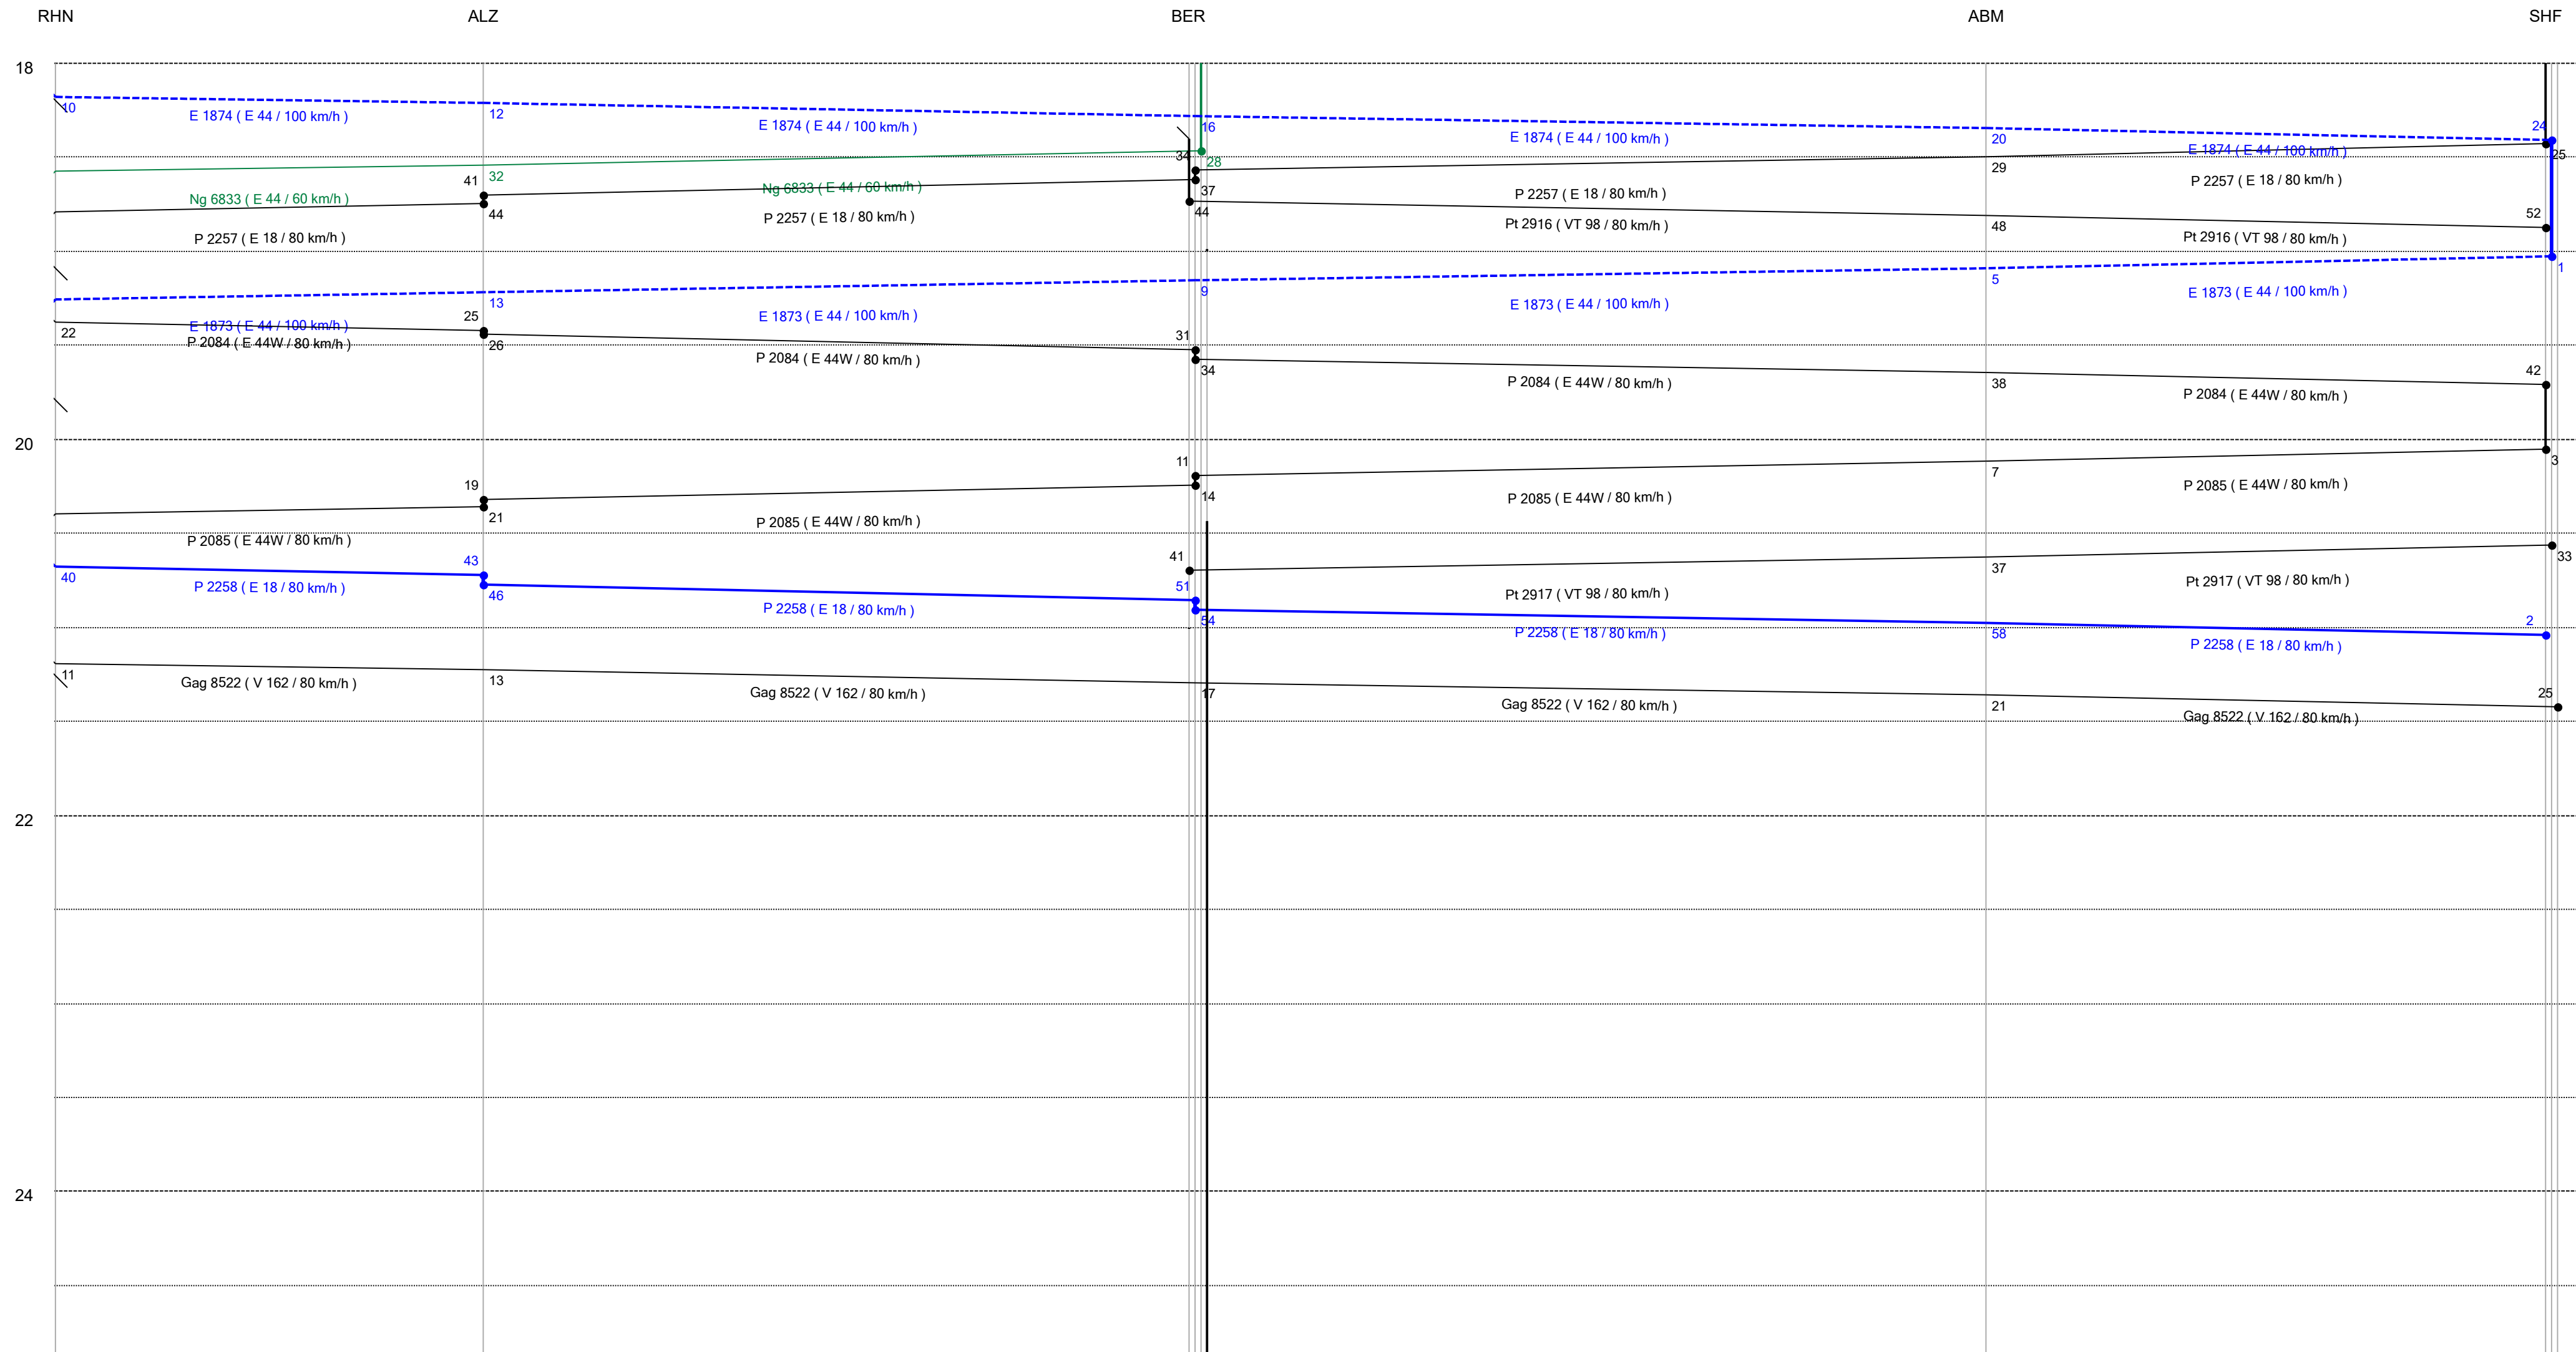 RHN ALZ BER ABM SHF
18
10 E 1874 ( E 44 / 100 km/h ) 12 E 1874 ( E 44 / 100 km/h ) 16 E 1874 ( E 44 / 100 km/h ) 20 E 1874 ( E 44 / 100 km/h ) 24
Ng 6833 ( E 44 / 60 km/h ) 32 Ng 6833 ( E 44 / 60 km/h ) 28
P 2257 ( E 18 / 80 km/h ) 44 41 P 2257 ( E 18 / 80 km/h ) 37 34 P 2257 ( E 18 / 80 km/h ) 29 P 2257 ( E 18 / 80 km/h ) 25
44 Pt 2916 ( VT 98 / 80 km/h ) 48 Pt 2916 ( VT 98 / 80 km/h ) 52
E 1873 ( E 44 / 100 km/h ) 13 E 1873 ( E 44 / 100 km/h ) 9 E 1873 ( E 44 / 100 km/h ) 5 E 1873 ( E 44 / 100 km/h ) 1
22 P 2084 ( E 44W / 80 km/h ) 25 26 P 2084 ( E 44W / 80 km/h ) 31 34 P 2084 ( E 44W / 80 km/h ) 38 P 2084 ( E 44W / 80 km/h ) 42
20
P 2085 ( E 44W / 80 km/h ) 21 19 P 2085 ( E 44W / 80 km/h ) 14 11 P 2085 ( E 44W / 80 km/h ) 7 P 2085 ( E 44W / 80 km/h ) 3
41 Pt 2917 ( VT 98 / 80 km/h ) 37 Pt 2917 ( VT 98 / 80 km/h ) 33
40 P 2258 ( E 18 / 80 km/h ) 43 46 P 2258 ( E 18 / 80 km/h ) 51 54 P 2258 ( E 18 / 80 km/h ) 58 P 2258 ( E 18 / 80 km/h ) 2
11 Gag 8522 ( V 162 / 80 km/h ) 13 Gag 8522 ( V 162 / 80 km/h ) 17 Gag 8522 ( V 162 / 80 km/h ) 21 Gag 8522 ( V 162 / 80 km/h ) 25
22
24